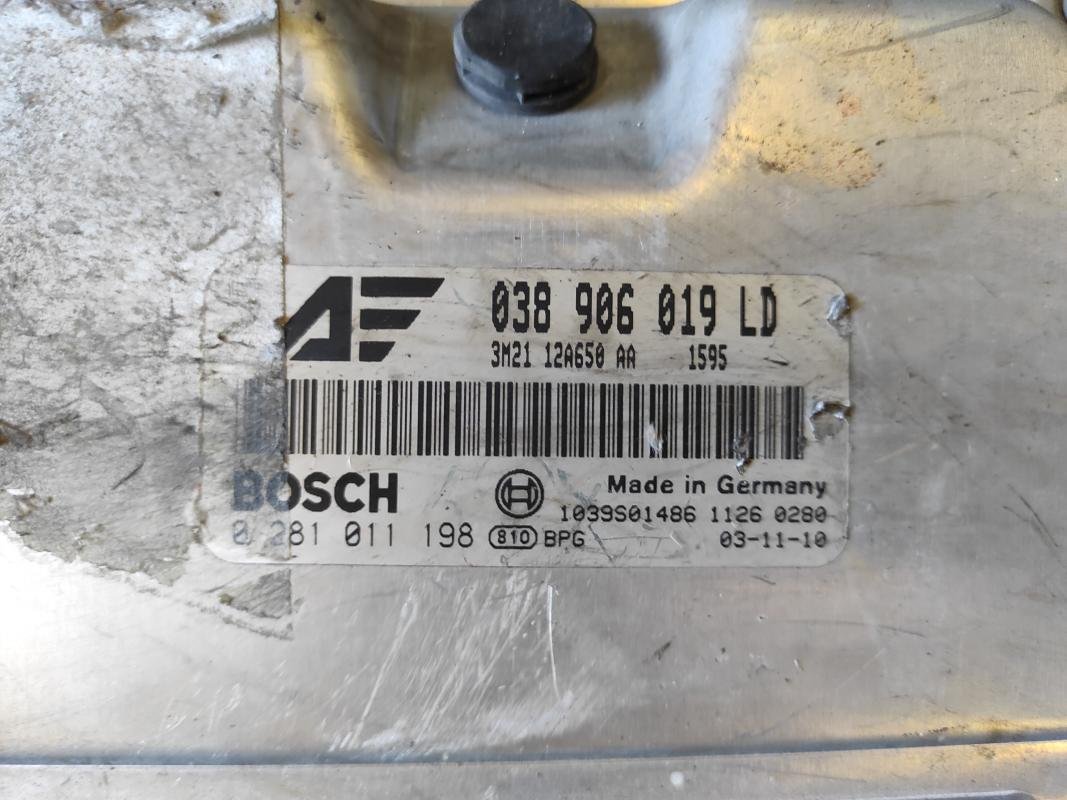 AF 038 906 019 LD
3M21 12A650 AA 1595
BOSCH Made in Germany
1039S01486 1126 0280
0 281 011 198 810 BPG 03-11-10